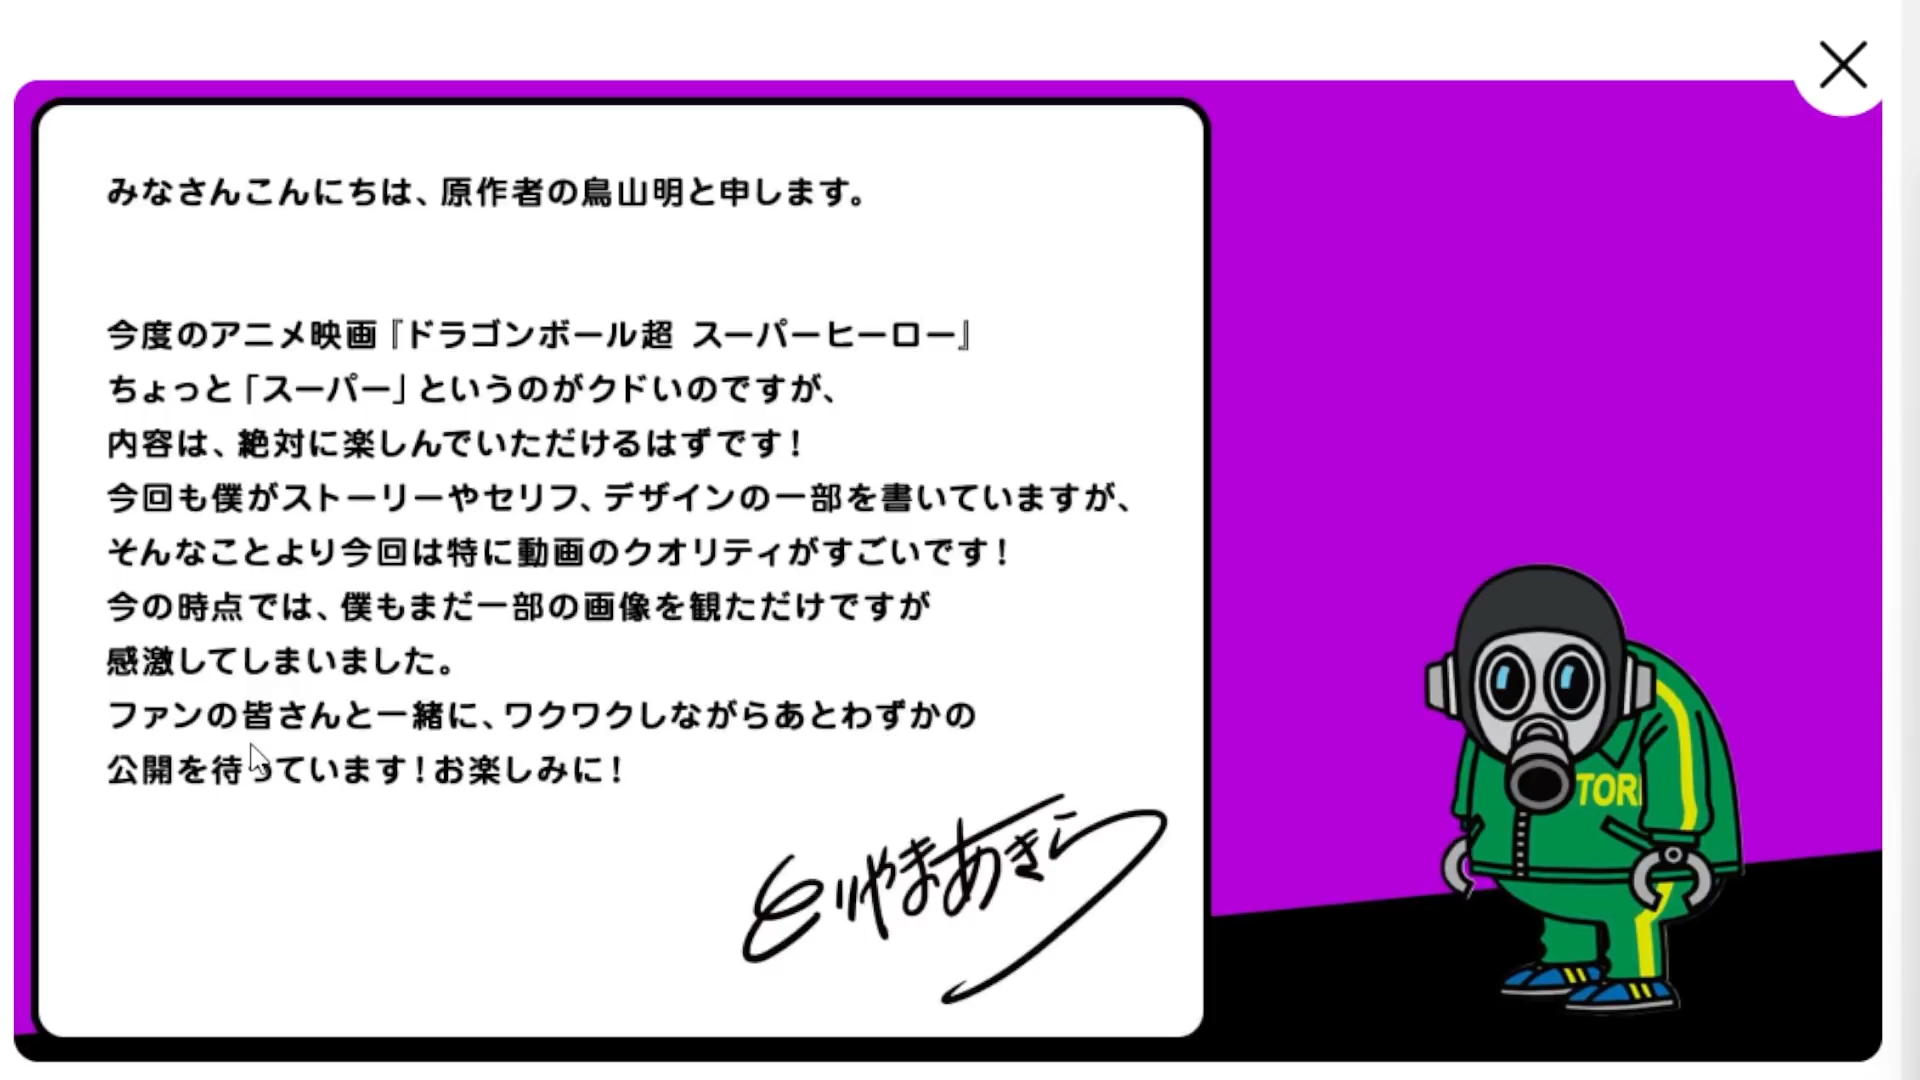 みなさんこんにちは、原作者の鳥山明と申します。
今度のアニメ映画『ドラゴンボール超 スーパーヒーロー』
ちょっと「スーパー」というのがクドいのですが、
内容は、絶対に楽しんでいただけるはずです！
今回も僕がストーリーやセリフ、デザインの一部を書いていますが、
そんなことより今回は特に動画のクオリティがすごいです！
今の時点では、僕もまだ一部の画像を観ただけですが
感激してしまいました。
ファンの皆さんと一緒に、ワクワクしながらあとわずかの
公開を待っています！お楽しみに！
とりやまあきら
TORI